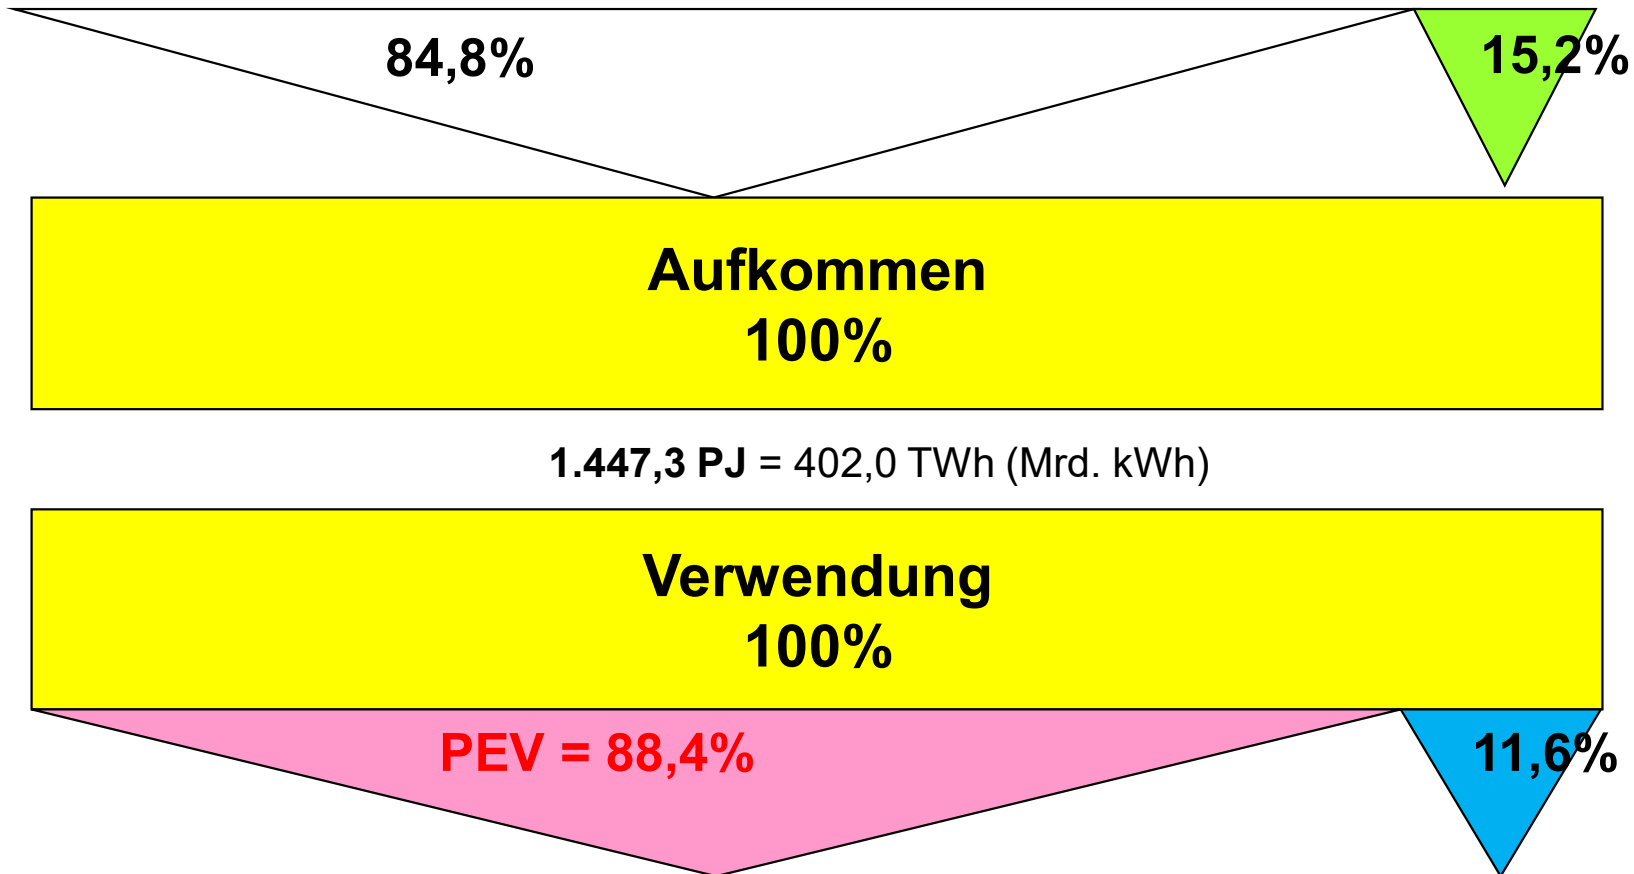 84,8%
15,2%
Aufkommen
100%
1.447,3 PJ = 402,0 TWh (Mrd. kWh)
Verwendung
100%
PEV = 88,4%
11,6%